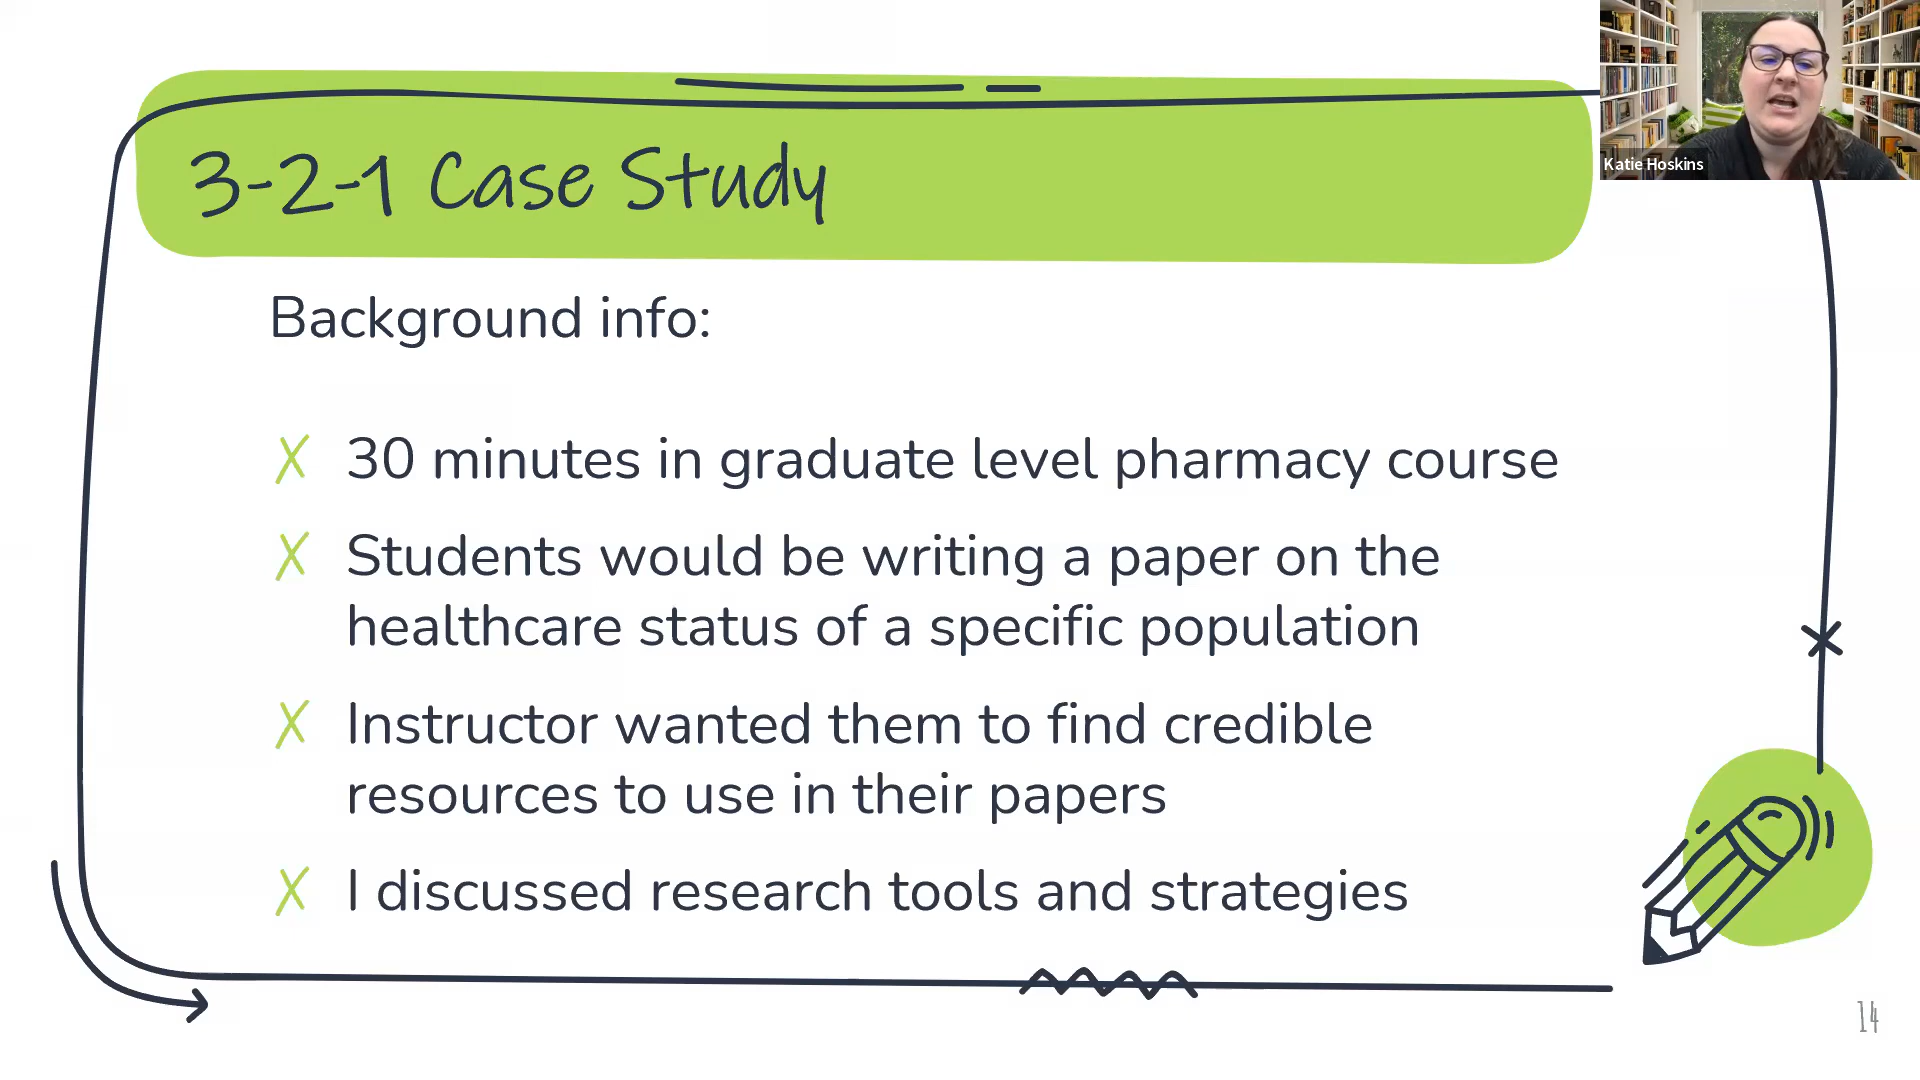 3-2-1 Case Study
Katie Hoskins
Background info:
✗ 30 minutes in graduate level pharmacy course
✗ Students would be writing a paper on the
healthcare status of a specific population
✗ Instructor wanted them to find credible
resources to use in their papers
✗ I discussed research tools and strategies
14